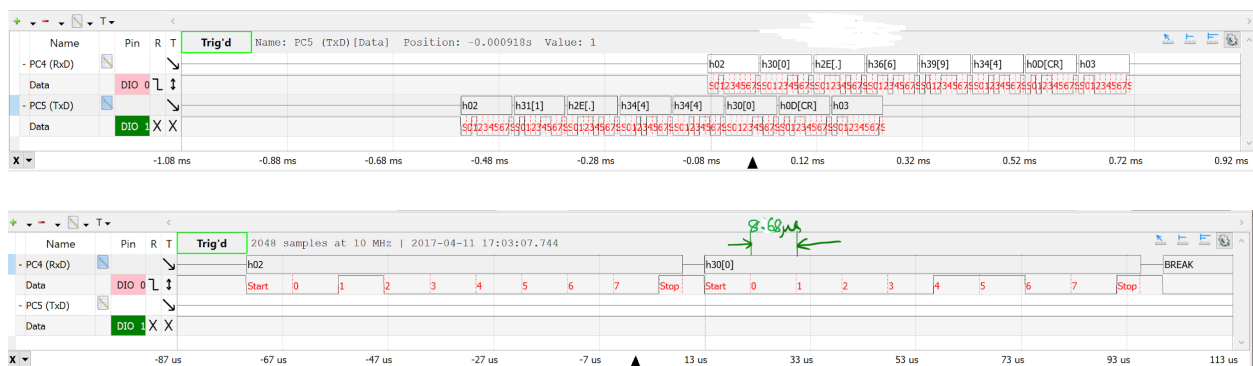 + - T
Name Pin R T Trig'd Name: PC5 (TxD)[Data] Position: -0.000918s Value: 1
- PC4 (RxD) h02 h30[0] h2E[.] h36[6] h39[9] h34[4] h0D[CR] h03
Data DIO 0 S01234567SS01234567SS01234567SS01234567SS01234567SS01234567SS01234567SS01234567S
- PC5 (TxD) h02 h31[1] h2E[.] h34[4] h34[4] h30[0] h0D[CR] h03
Data DIO 1 X X S01234567SS01234567SS01234567SS01234567SS01234567SS01234567SS01234567SS01234567S
X -1.08 ms -0.88 ms -0.68 ms -0.48 ms -0.28 ms -0.08 ms 0.12 ms 0.32 ms 0.52 ms 0.72 ms 0.92 ms
+ - T
8.68µs
Name Pin R T Trig'd 2048 samples at 10 MHz | 2017-04-11 17:03:07.744
- PC4 (RxD) h02 h30[0] BREAK
Data DIO 0 Start 0 1 2 3 4 5 6 7 Stop Start 0 1 2 3 4 5 6 7 Stop
- PC5 (TxD)
Data DIO 1 X X
X -87 us -67 us -47 us -27 us -7 us 13 us 33 us 53 us 73 us 93 us 113 us